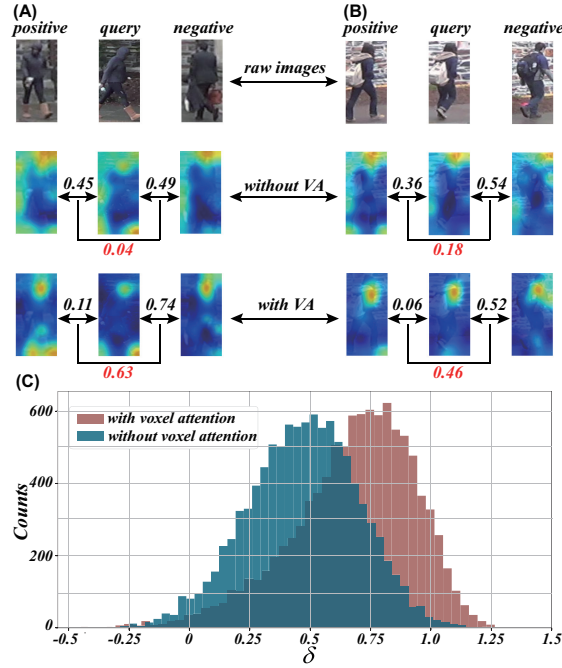 (A) (B)
positive query negative positive query negative
raw images
0.45 0.49 without VA 0.36 0.54
0.04 0.18
0.11 0.74 with VA 0.06 0.52
0.63 0.46
(C)
600
with voxel attention
without voxel attention
400
Counts
200
0
-0.5 -0.25 0 0.25 0.5 0.75 1.0 1.25 1.5
δ